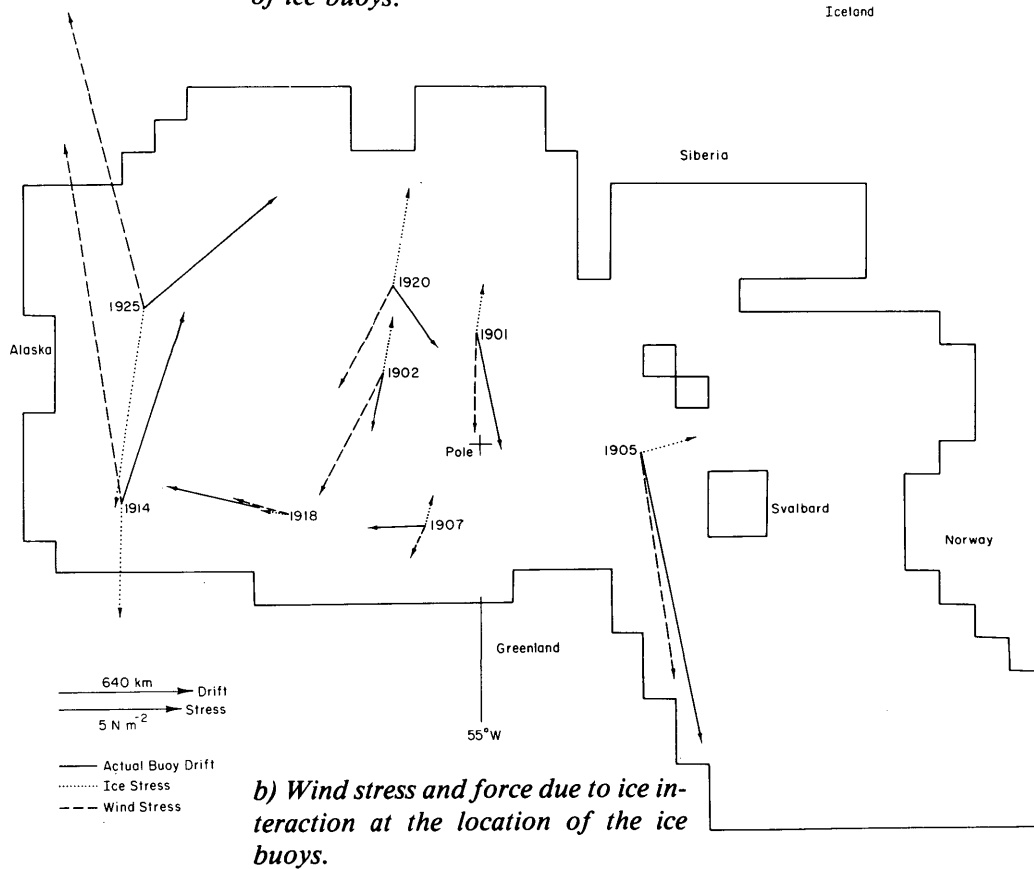 of ice buoys.
Iceland
Siberia
1920
1925
1901
Alaska
1902
Pole
1905
1914
1918
Svalbard
1907
Norway
Greenland
640 km
Drift
Stress
5 N m⁻²
55°W
Actual Buoy Drift
Ice Stress
Wind Stress
b) Wind stress and force due to ice in-
teraction at the location of the ice
buoys.